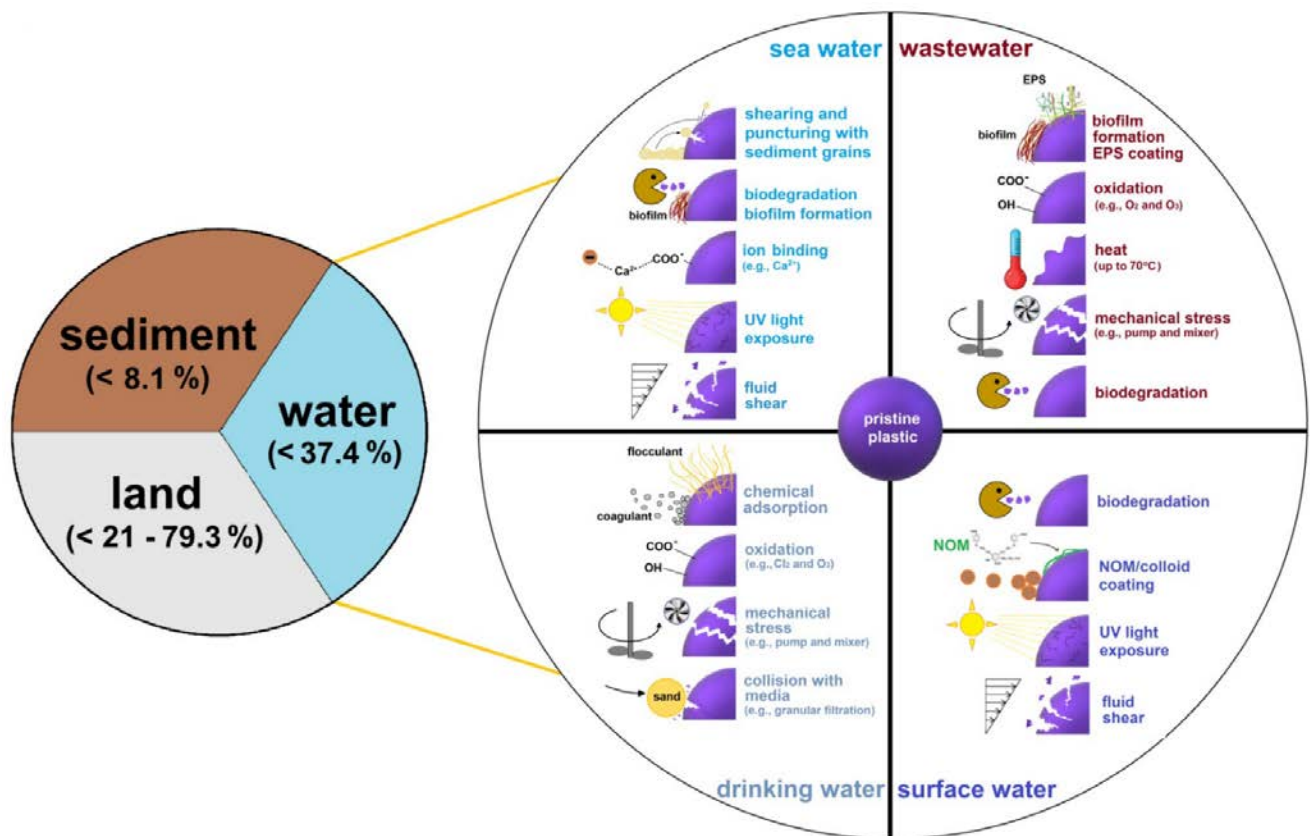 sediment
(< 8.1 %)
water
(< 37.4 %)
land
(< 21 - 79.3 %)
sea water
shearing and
puncturing with
sediment grains
biofilm
biodegradation
biofilm formation
Ca²⁺
COO⁻
ion binding
(e.g., Ca²⁺)
UV light
exposure
fluid
shear
wastewater
EPS
biofilm
biofilm
formation
EPS coating
COO⁻
OH
oxidation
(e.g., O₂ and O₃)
heat
(up to 70°C)
mechanical stress
(e.g., pump and mixer)
biodegradation
pristine
plastic
flocculant
coagulant
chemical
adsorption
COO⁻
OH
oxidation
(e.g., Cl₂ and O₃)
mechanical
stress
(e.g., pump and mixer)
sand
collision with
media
(e.g., granular filtration)
drinking water
biodegradation
NOM
NOM/colloid
coating
UV light
exposure
fluid
shear
surface water